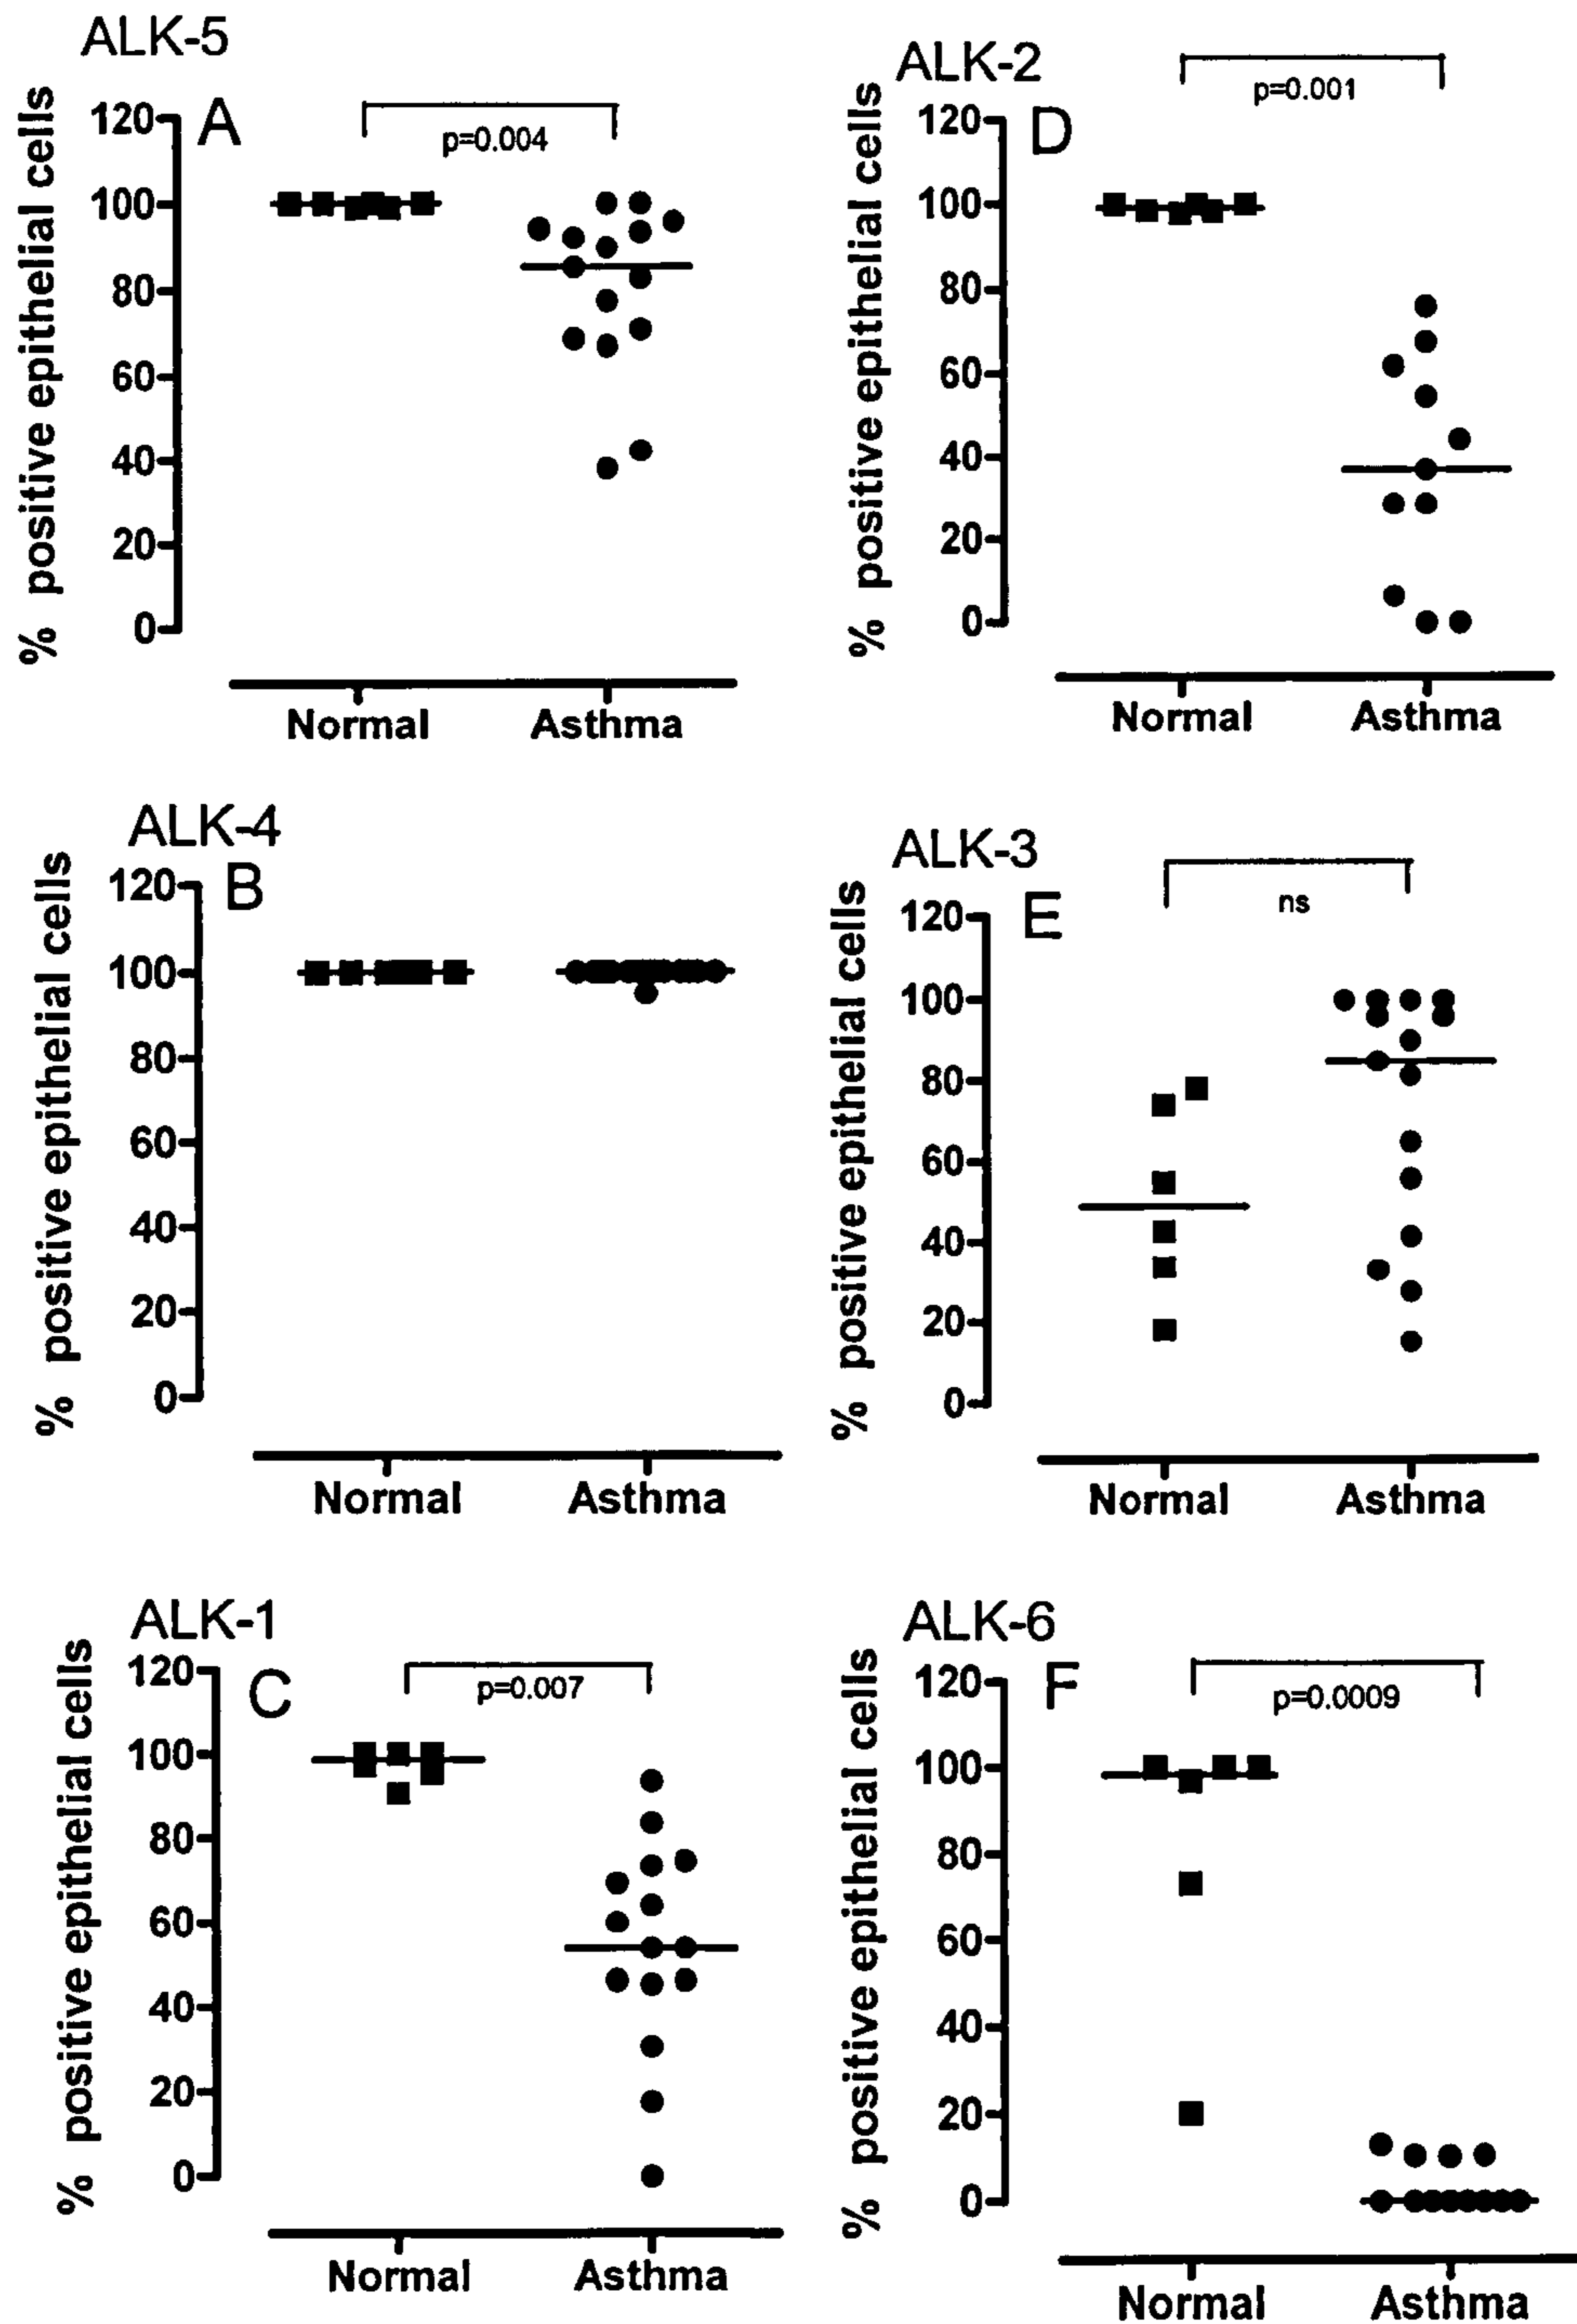 ALK-5
A
p=0.004
% positive epithelial cells
120
100
80
60
40
20
0
Normal Asthma
ALK-2
D
p=0.001
% positive epithelial cells
120
100
80
60
40
20
0
Normal Asthma
ALK-4
B
% positive epithelial cells
120
100
80
60
40
20
0
Normal Asthma
ALK-3
E
ns
% positive epithelial cells
120
100
80
60
40
20
0
Normal Asthma
ALK-1
C
p=0.007
% positive epithelial cells
120
100
80
60
40
20
0
Normal Asthma
ALK-6
F
p=0.0009
% positive epithelial cells
120
100
80
60
40
20
0
Normal Asthma